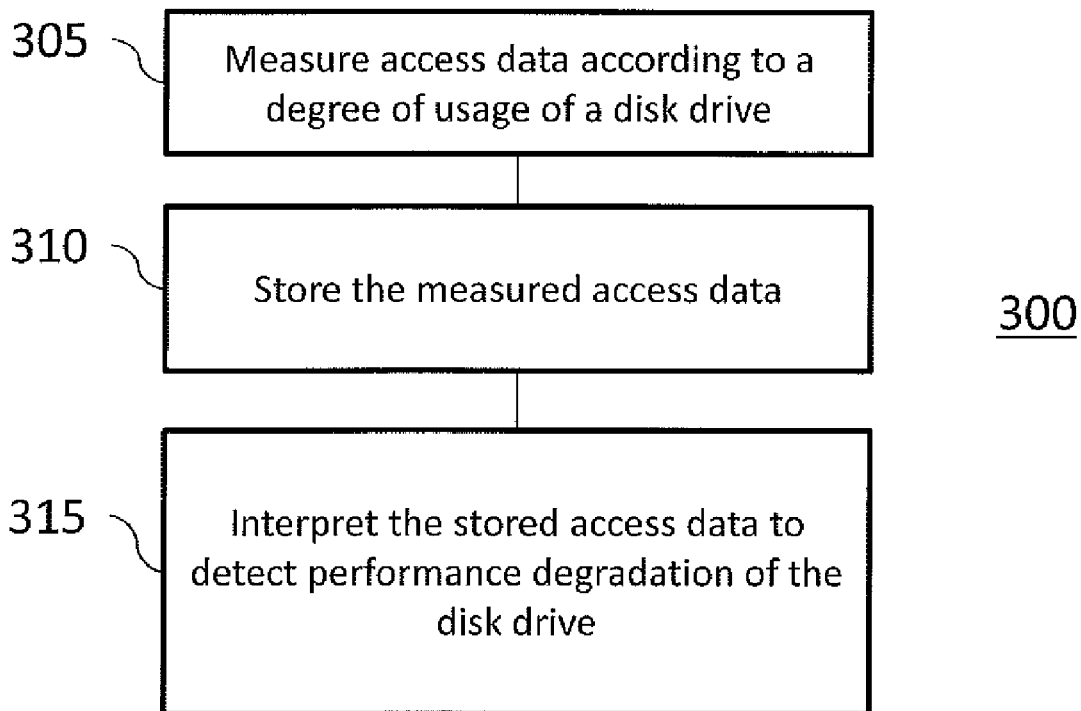 305
Measure access data according to a
degree of usage of a disk drive
310
Store the measured access data
300
315
Interpret the stored access data to
detect performance degradation of the
disk drive